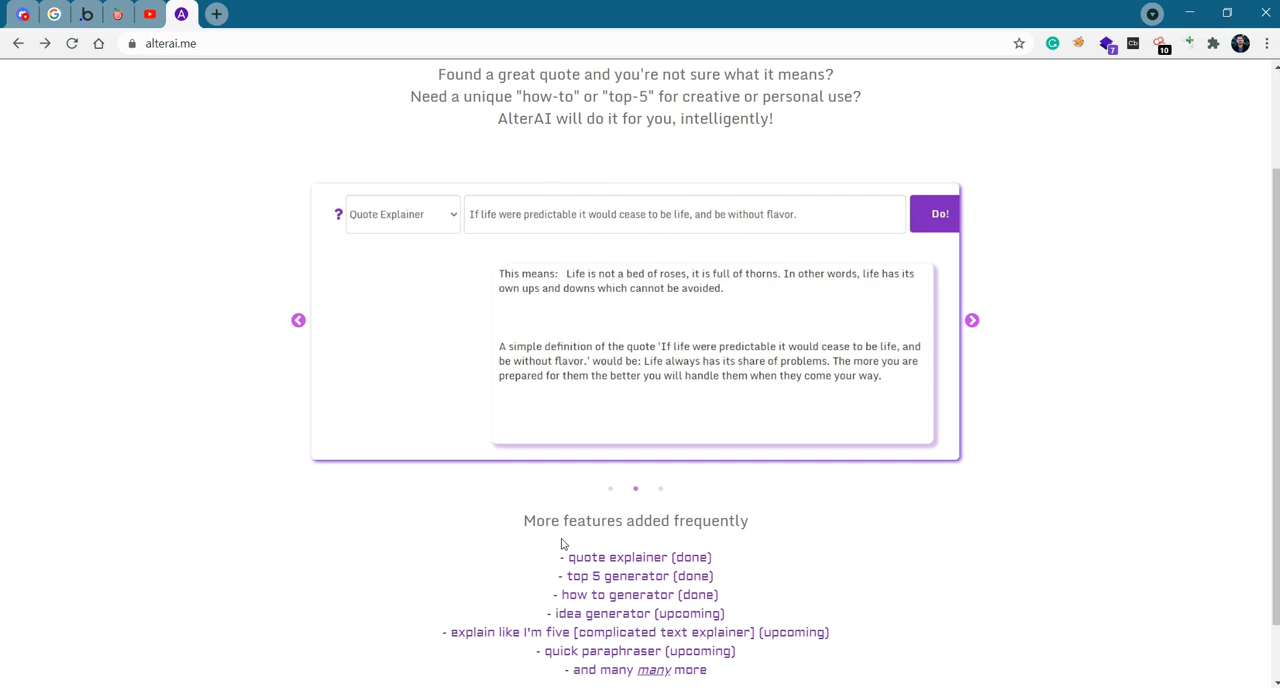 alterai.me
7
Cb
10
Found a great quote and you're not sure what it means?
Need a unique "how-to" or "top-5" for creative or personal use?
AlterAI will do it for you, intelligently!
? Quote Explainer If life were predictable it would cease to be life, and be without flavor. Do!
This means: Life is not a bed of roses, it is full of thorns. In other words, life has its
own ups and downs which cannot be avoided.
A simple definition of the quote 'If life were predictable it would cease to be life, and
be without flavor.' would be: Life always has its share of problems. The more you are
prepared for them the better you will handle them when they come your way.
More features added frequently
- quote explainer (done)
- top 5 generator (done)
- how to generator (done)
- idea generator (upcoming)
- explain like I'm five [complicated text explainer] (upcoming)
- quick paraphraser (upcoming)
- and many many more